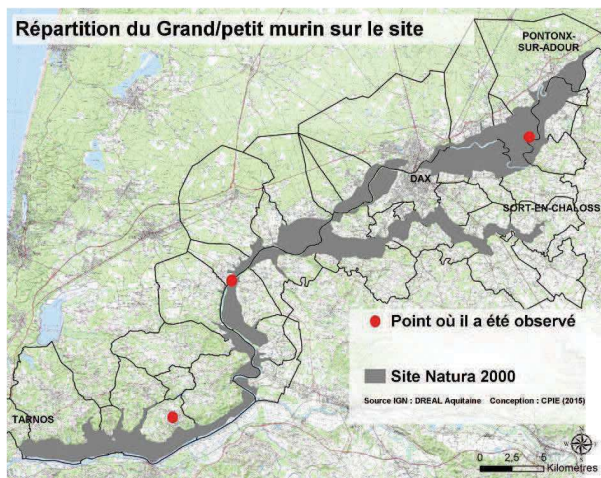 Répartition du Grand/petit murin sur le site
PONTONX-
SUR-ADOUR
DAX
SORT-EN-CHALOSS
Point où il a été observé
Site Natura 2000
Source IGN : DREAL Aquitaine Conception : CPIE (2015)
TARNOS
N
W E
S
0 2,5 5
Kilomètres